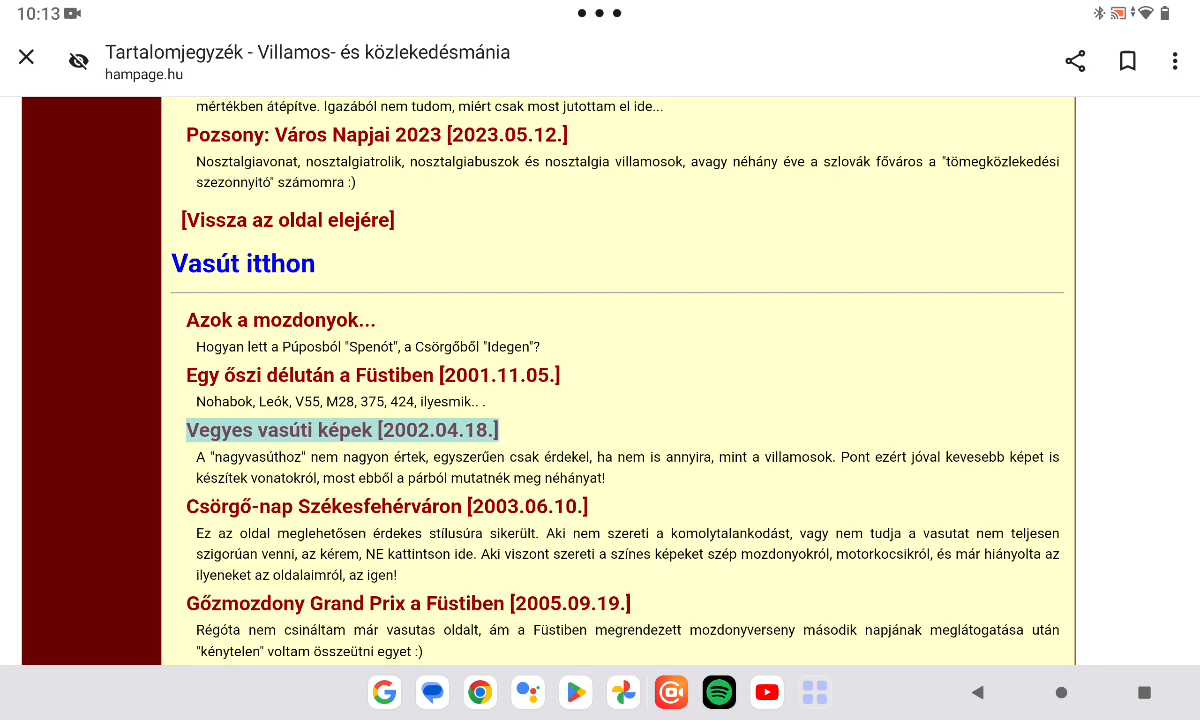 10:13
Tartalomjegyzék - Villamos- és közlekedésmánia
hampage.hu
mértékben átépítve. Igazából nem tudom, miért csak most jutottam el ide...
Pozsony: Város Napjai 2023 [2023.05.12.]
Nosztalgiavonat, nosztalgiatrolik, nosztalgiabuszok és nosztalgia villamosok, avagy néhány éve a szlovák főváros a "tömegközlekedési
szezonnyitó" számomra :)
[Vissza az oldal elejére]
Vasút itthon
Azok a mozdonyok...
Hogyan lett a Púposból "Spenót", a Csörgőből "Idegen"?
Egy őszi délután a Füstiben [2001.11.05.]
Nohabok, Leók, V55, M28, 375, 424, ilyesmik.. .
Vegyes vasúti képek [2002.04.18.]
A "nagyvasúthoz" nem nagyon értek, egyszerűen csak érdekel, ha nem is annyira, mint a villamosok. Pont ezért jóval kevesebb képet is
készítek vonatokról, most ebből a párból mutatnék meg néhányat!
Csörgő-nap Székesfehérváron [2003.06.10.]
Ez az oldal meglehetősen érdekes stílusúra sikerült. Aki nem szereti a komolytalankodást, vagy nem tudja a vasutat nem teljesen
szigorúan venni, az kérem, NE kattintson ide. Aki viszont szereti a színes képeket szép mozdonyokról, motorkocsikról, és már hiányolta az
ilyeneket az oldalaimról, az igen!
Gőzmozdony Grand Prix a Füstiben [2005.09.19.]
Régóta nem csináltam már vasutas oldalt, ám a Füstiben megrendezett mozdonyverseny második napjának meglátogatása után
"kénytelen" voltam összeütni egyet :)